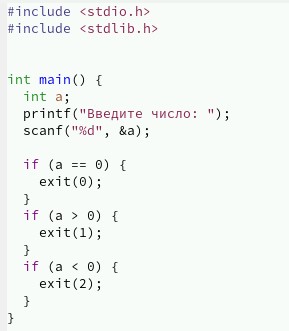 #include <stdio.h>
#include <stdlib.h>
int main() {
int a;
printf("Введите число: ");
scanf("%d", &a);
if (a == 0) {
exit(0);
}
if (a > 0) {
exit(1);
}
if (a < 0) {
exit(2);
}
}